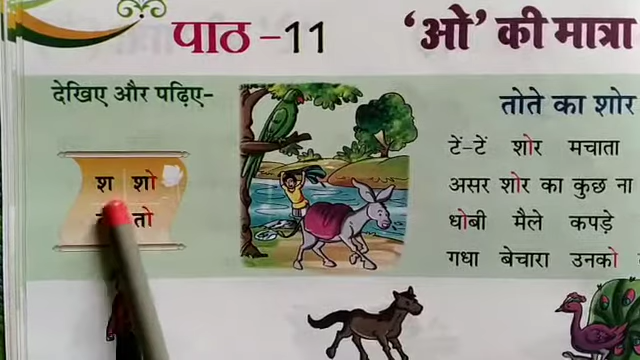 पाठ - 11
‘ओ’ की मात्रा
देखिए और पढ़िए-
श शो
तो
तोते का शोर
टें-टें शोर मचाता
असर शोर का कुछ ना
धोबी मैले कपड़े
गधा बेचारा उनको